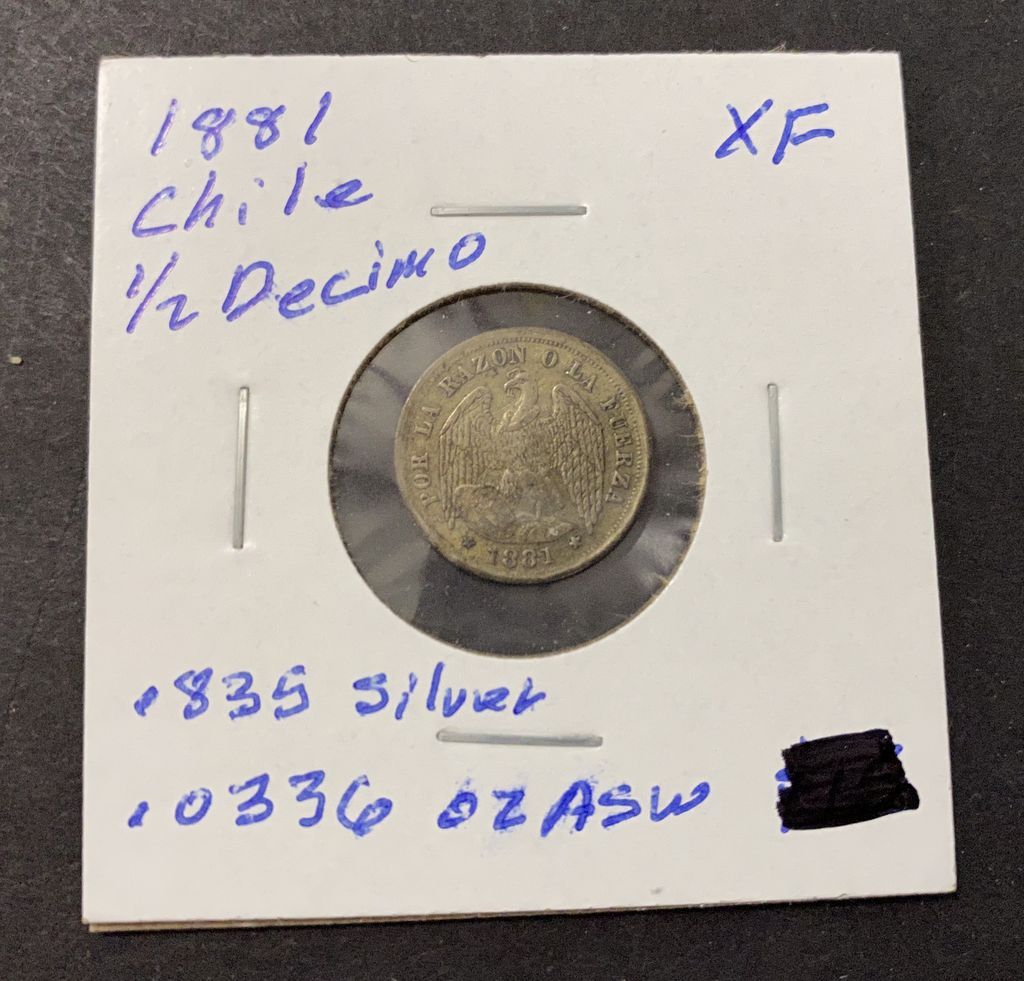 1881
XF
Chile
1/2 Decimo
POR LA RAZON O LA FUERZA
* 1881 *
.835 silver
.0336 oz ASW